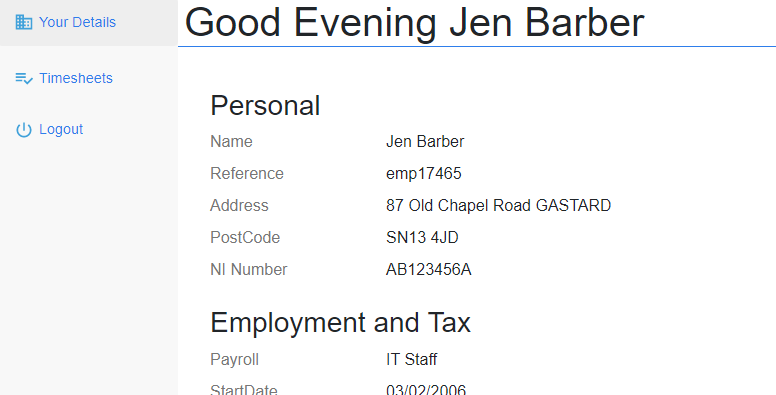 Your Details
Timesheets
Logout
Good Evening Jen Barber
Personal
Name Jen Barber
Reference emp17465
Address 87 Old Chapel Road GASTARD
PostCode SN13 4JD
NI Number AB123456A
Employment and Tax
Payroll IT Staff
StartDate 03/02/2006